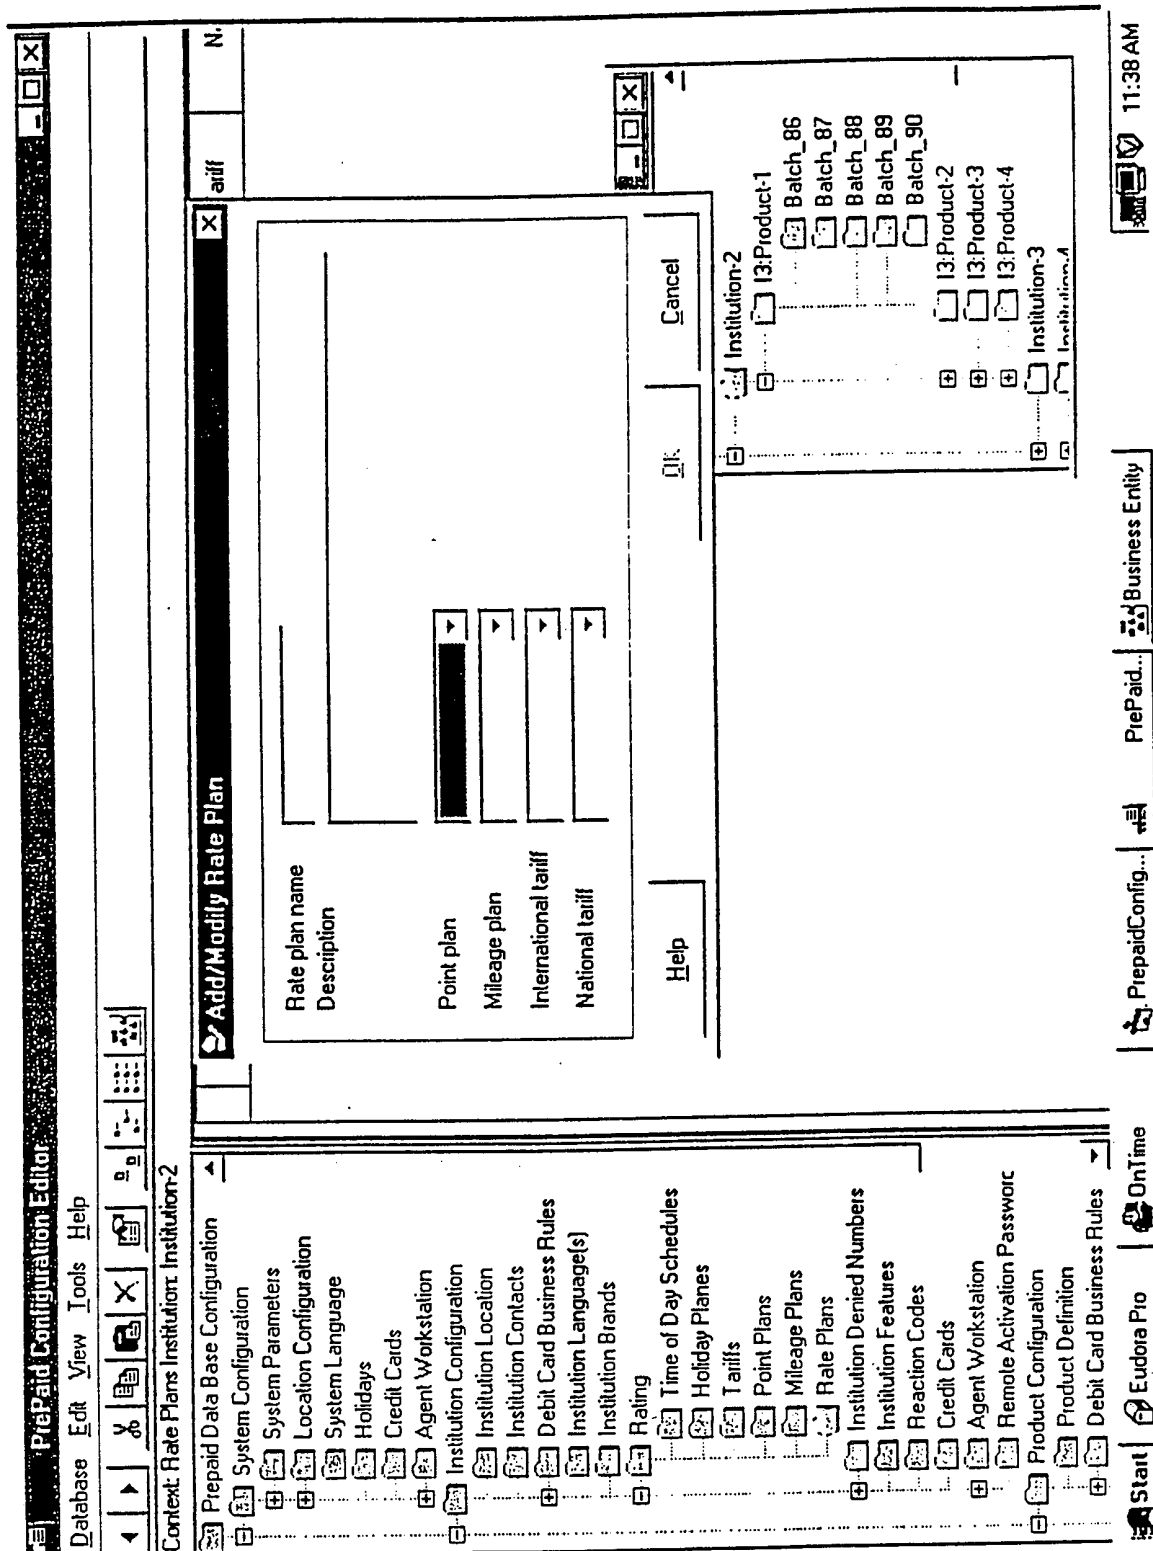 PrePaid Configuration Editor
Database Edit View Tools Help
Context: Rate Plans Institution: Institution-2
Prepaid Data Base Configuration
System Configuration
System Parameters
Location Configuration
System Language
Holidays
Credit Cards
Agent Workstation
Institution Configuration
Institution Location
Institution Contacts
Debit Card Business Rules
Institution Language(s)
Institution Brands
Rating
Time of Day Schedules
Holiday Planes
Tariffs
Point Plans
Mileage Plans
Rate Plans
Institution Denied Numbers
Institution Features
Reaction Codes
Credit Cards
Agent Workstation
Remote Activation Passworc
Product Configuration
Product Definition
Debit Card Business Rules
ariff N.
Add/Modify Rate Plan
Rate plan name
Description
Point plan
Mileage plan
International tariff
National tariff
Help OK Cancel
Institution-2
I3:Product-1
Batch_86
Batch_87
Batch_88
Batch_89
Batch_90
I3:Product-2
I3:Product-3
I3:Product-4
Institution-3
Institution-4
Start Eudora Pro OnTime PrepaidConfig... PrePaid... Business Entity 11:38 AM